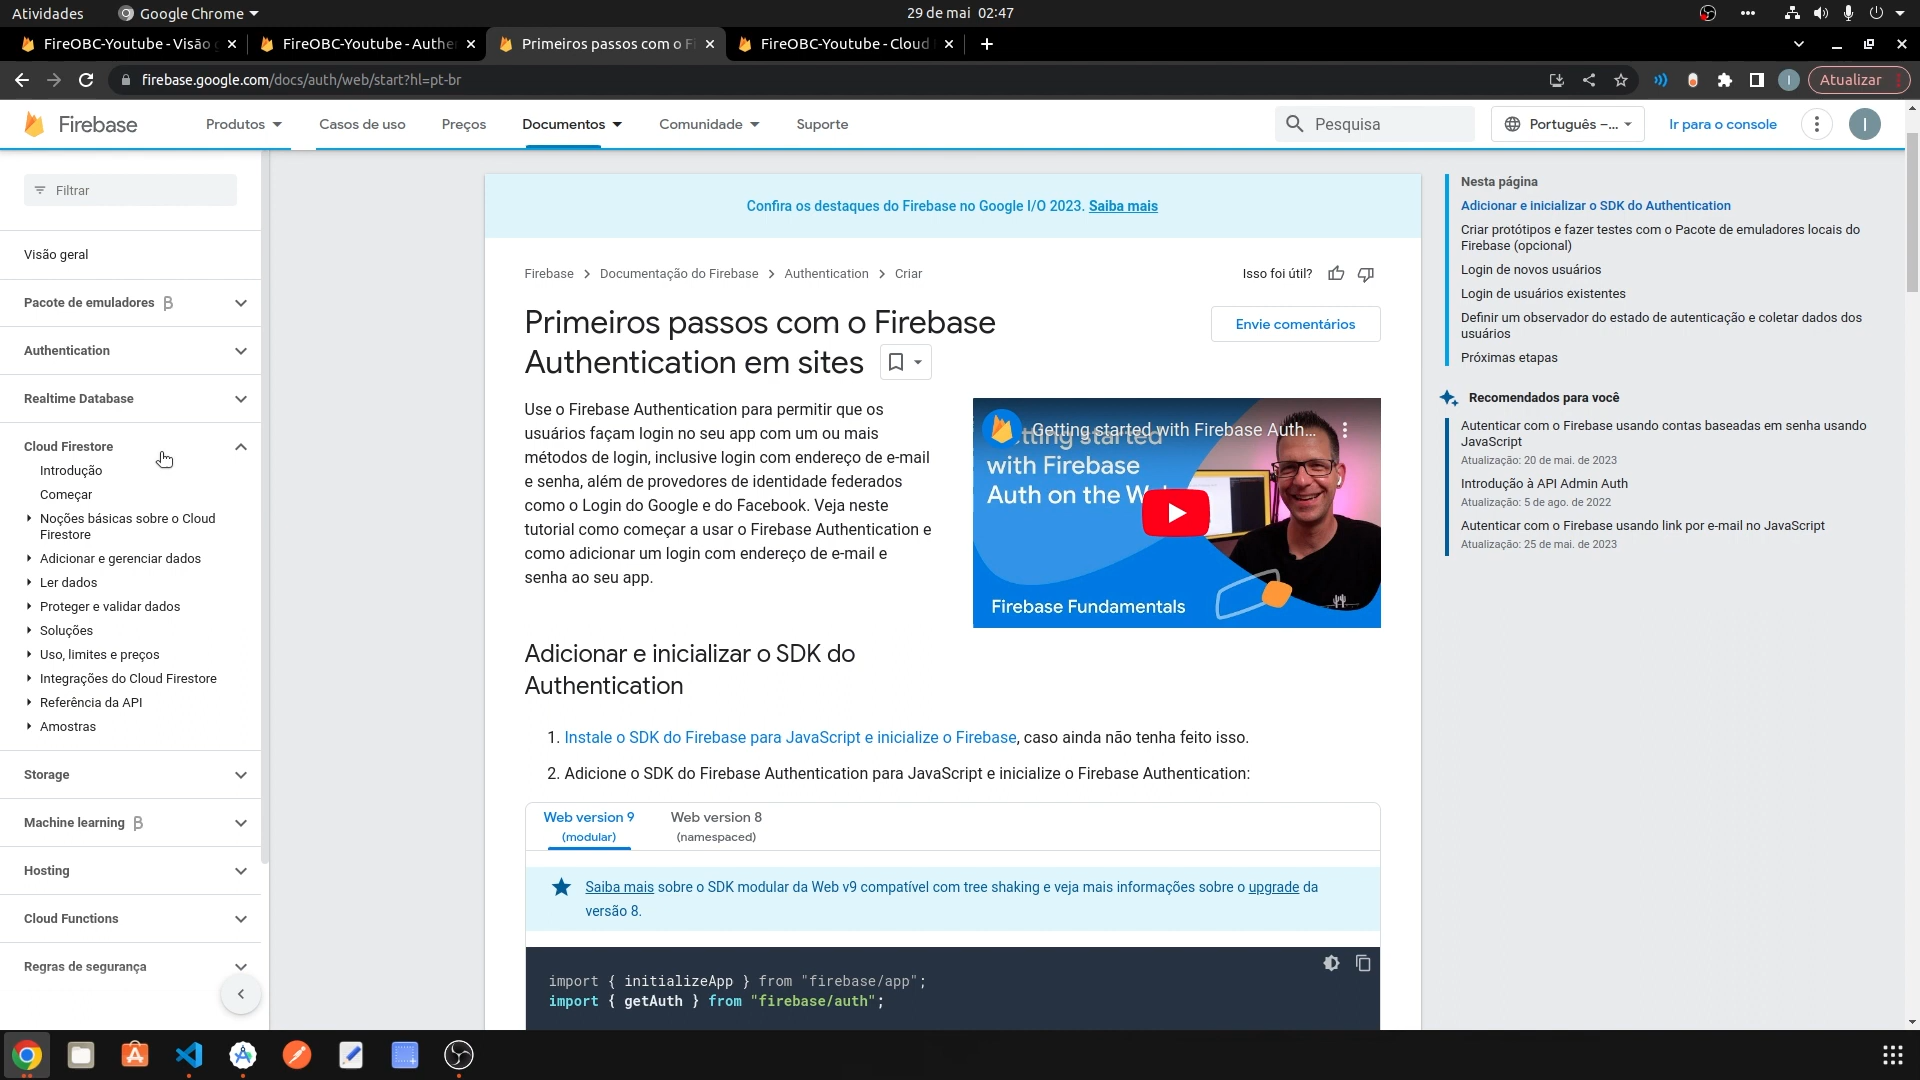 Atividades
Google Chrome
29 de mai 02:47
FireOBC-Youtube - Visão
FireOBC-Youtube - Authe
Primeiros passos com o Fi
FireOBC-Youtube - Cloud
firebase.google.com/docs/auth/web/start?hl=pt-br
Atualizar
Firebase
Produtos
Casos de uso
Preços
Documentos
Comunidade
Suporte
Pesquisa
Português –...
Ir para o console
I
Filtrar
Visão geral
Pacote de emuladores β
Authentication
Realtime Database
Cloud Firestore
Introdução
Começar
Noções básicas sobre o Cloud
Firestore
Adicionar e gerenciar dados
Ler dados
Proteger e validar dados
Soluções
Uso, limites e preços
Integrações do Cloud Firestore
Referência da API
Amostras
Storage
Machine learning β
Hosting
Cloud Functions
Regras de segurança
Confira os destaques do Firebase no Google I/O 2023. Saiba mais
Firebase > Documentação do Firebase > Authentication > Criar
Isso foi útil?
Primeiros passos com o Firebase
Authentication em sites
Envie comentários
Use o Firebase Authentication para permitir que os
usuários façam login no seu app com um ou mais
métodos de login, inclusive login com endereço de e-mail
e senha, além de provedores de identidade federados
como o Login do Google e do Facebook. Veja neste
tutorial como começar a usar o Firebase Authentication e
como adicionar um login com endereço de e-mail e
senha ao seu app.
Getting started with Firebase Auth...
with Firebase
Auth on the Web
Firebase Fundamentals
Adicionar e inicializar o SDK do
Authentication
1. Instale o SDK do Firebase para JavaScript e inicialize o Firebase, caso ainda não tenha feito isso.
2. Adicione o SDK do Firebase Authentication para JavaScript e inicialize o Firebase Authentication:
Web version 9
(modular)
Web version 8
(namespaced)
Saiba mais sobre o SDK modular da Web v9 compatível com tree shaking e veja mais informações sobre o upgrade da
versão 8.
import { initializeApp } from "firebase/app";
import { getAuth } from "firebase/auth";
Nesta página
Adicionar e inicializar o SDK do Authentication
Criar protótipos e fazer testes com o Pacote de emuladores locais do
Firebase (opcional)
Login de novos usuários
Login de usuários existentes
Definir um observador do estado de autenticação e coletar dados dos
usuários
Próximas etapas
Recomendados para você
Autenticar com o Firebase usando contas baseadas em senha usando
JavaScript
Atualização: 20 de mai. de 2023
Introdução à API Admin Auth
Atualização: 5 de ago. de 2022
Autenticar com o Firebase usando link por e-mail no JavaScript
Atualização: 25 de mai. de 2023